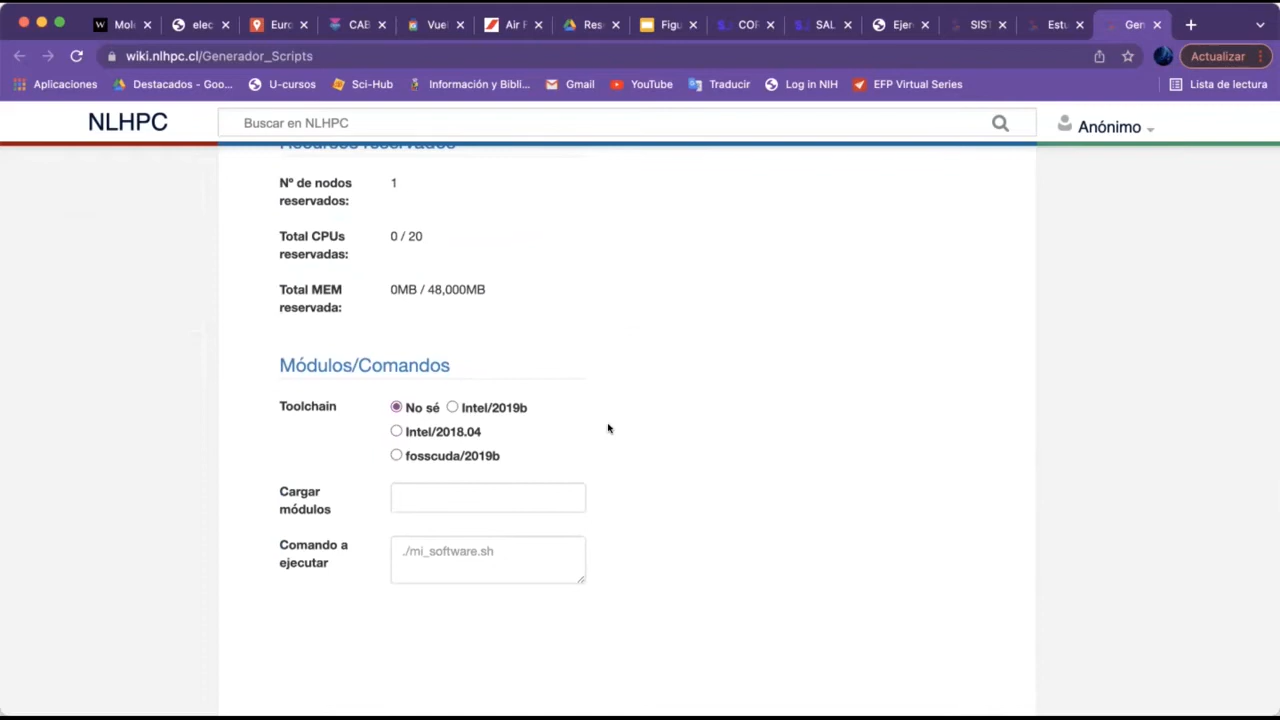 Mol
elec
Euro
CAB
Vuel
Air F
Res
Figu
COF
SAL
Ejer
SIST
Estu
Gen
wiki.nlhpc.cl/Generador_Scripts
Actualizar
Aplicaciones
Destacados - Goo...
U-cursos
Sci-Hub
Información y Bibli...
Gmail
YouTube
Traducir
Log in NIH
EFP Virtual Series
Lista de lectura
NLHPC
Buscar en NLHPC
Anónimo
Recursos reservados
Nº de nodos
reservados:
1
Total CPUs
reservadas:
0 / 20
Total MEM
reservada:
0MB / 48,000MB
Módulos/Comandos
Toolchain
No sé
Intel/2019b
Intel/2018.04
fosscuda/2019b
Cargar
módulos
Comando a
ejecutar
./mi_software.sh